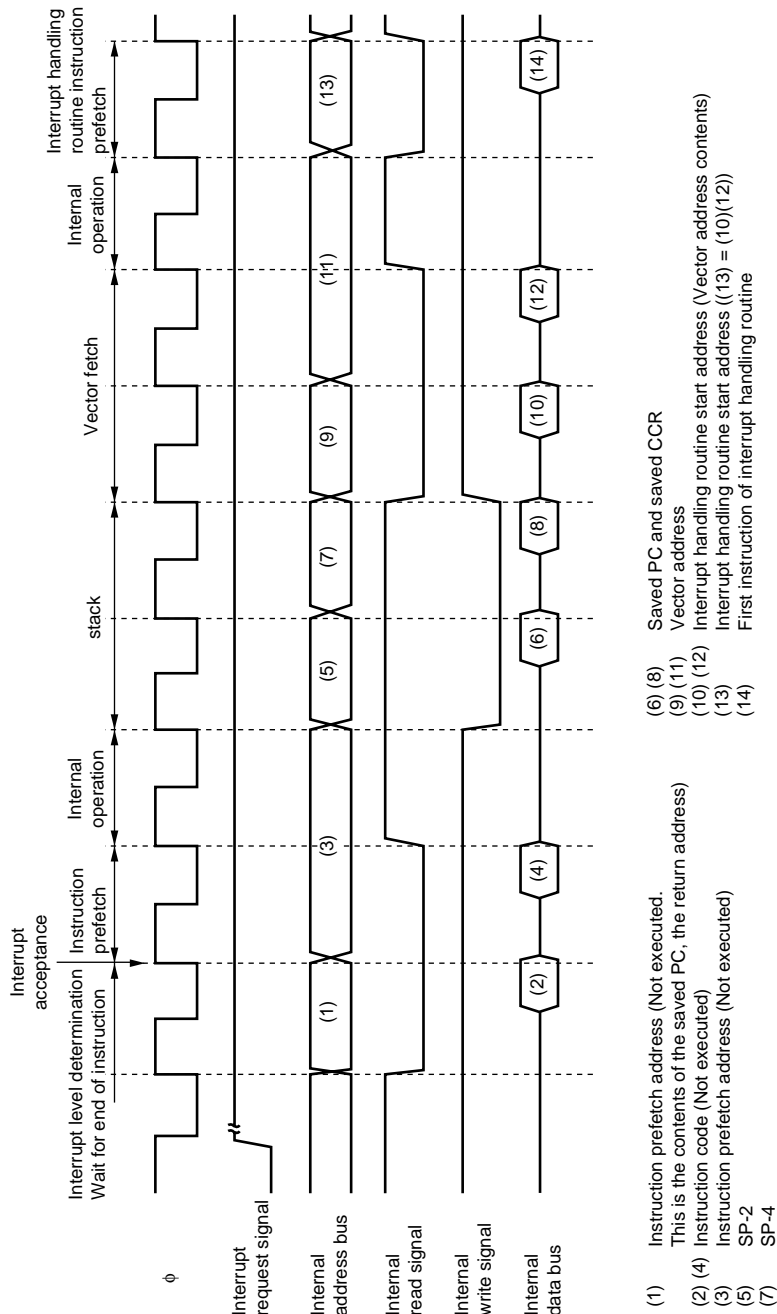 Interrupt
acceptance
Interrupt level determination
Wait for end of instruction
Instruction
prefetch
Internal
operation
stack
Vector fetch
Internal
operation
Interrupt handling
routine instruction
prefetch
ϕ
Interrupt
request signal
Internal
address bus
(1)
(3)
(5)
(7)
(9)
(11)
(13)
Internal
read signal
Internal
write signal
Internal
data bus
(2)
(4)
(6)
(8)
(10)
(12)
(14)
(1) Instruction prefetch address (Not executed.
This is the contents of the saved PC, the return address)
(2) (4) Instruction code (Not executed)
(3) Instruction prefetch address (Not executed)
(5) SP-2
(7) SP-4
(6) (8) Saved PC and saved CCR
(9) (11) Vector address
(10) (12) Interrupt handling routine start address (Vector address contents)
(13) Interrupt handling routine start address ((13) = (10)(12))
(14) First instruction of interrupt handling routine